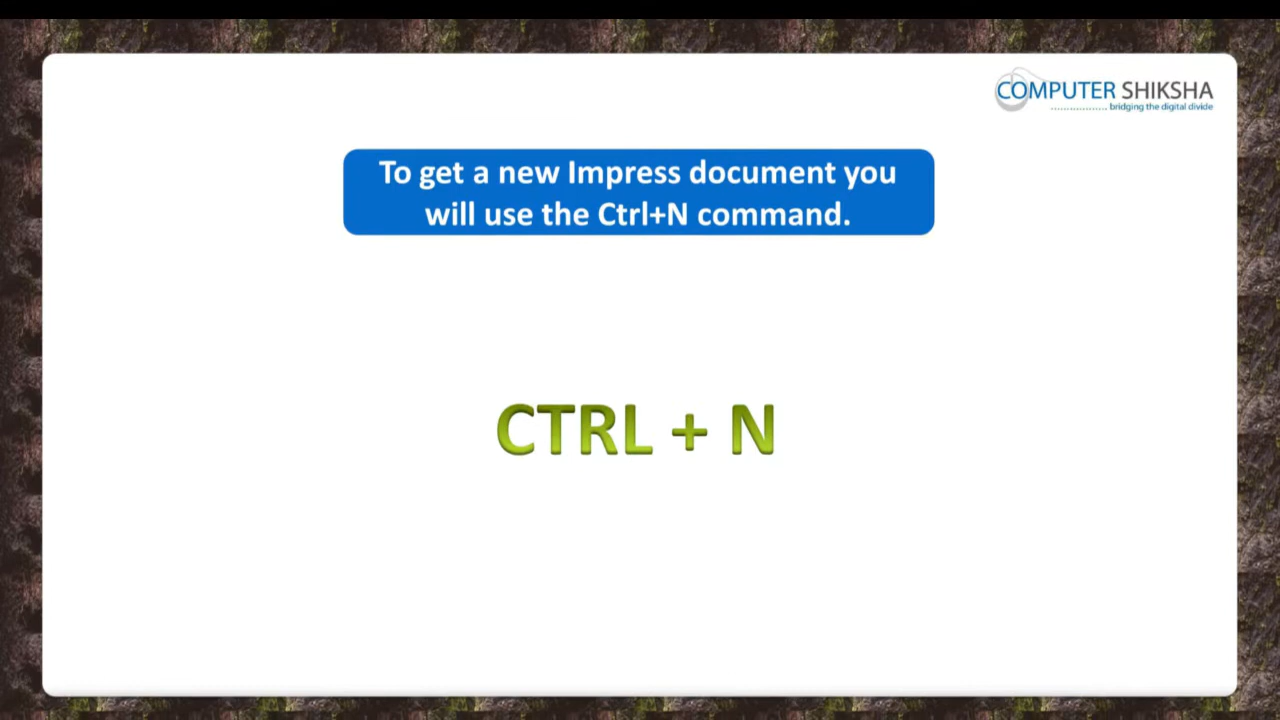 COMPUTER SHIKSHA
bridging the digital divide
To get a new Impress document you
will use the Ctrl+N command.
CTRL + N